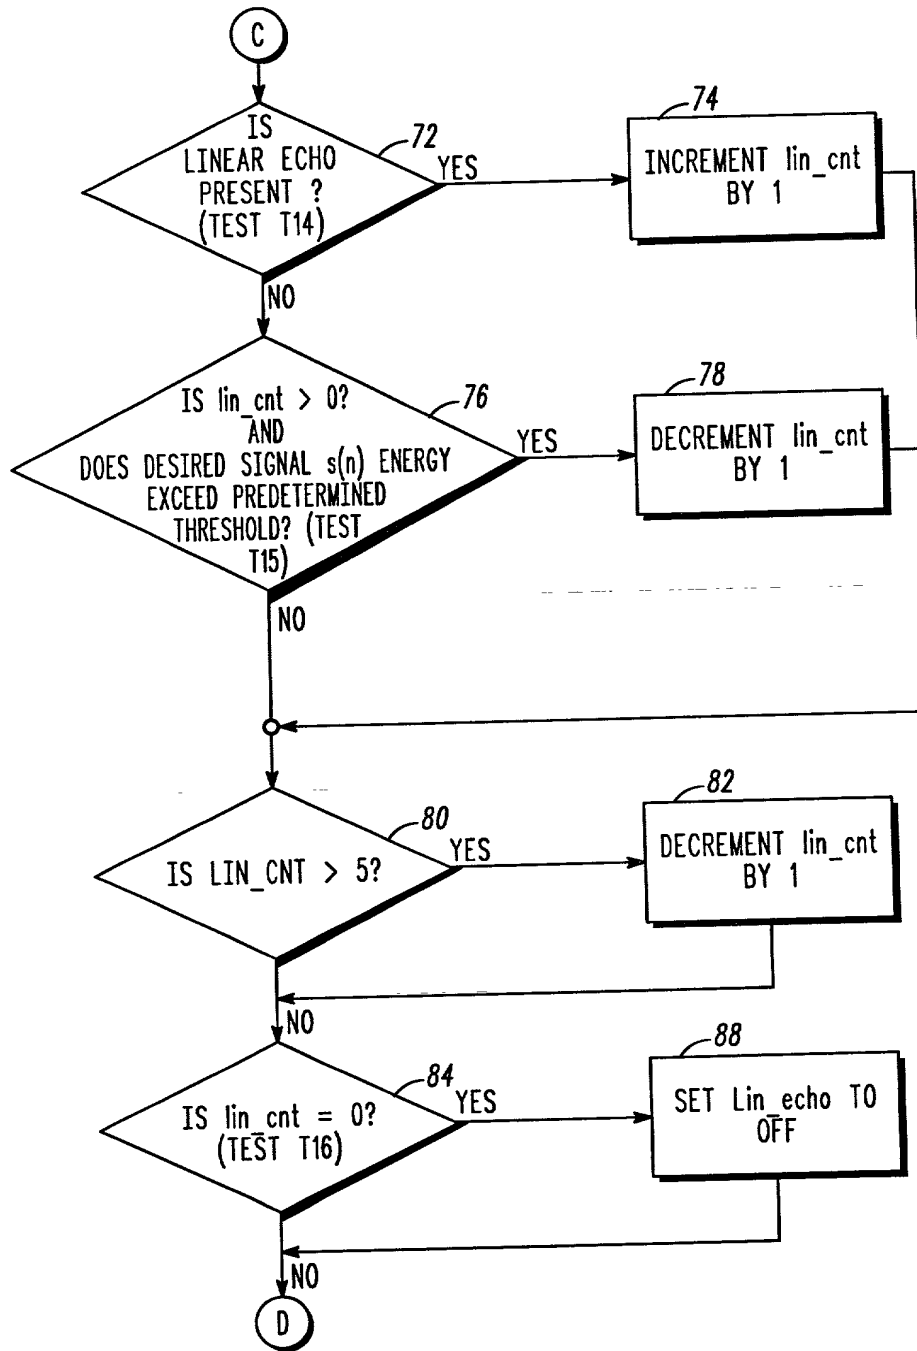 C
IS
LINEAR ECHO
PRESENT ?
(TEST T14)
72
YES
74
INCREMENT lin_cnt
BY 1
NO
IS lin_cnt > 0?
AND
DOES DESIRED SIGNAL s(n) ENERGY
EXCEED PREDETERMINED
THRESHOLD? (TEST
T15)
76
YES
78
DECREMENT lin_cnt
BY 1
NO
IS LIN_CNT > 5?
80
YES
82
DECREMENT lin_cnt
BY 1
NO
IS lin_cnt = 0?
(TEST T16)
84
YES
88
SET Lin_echo TO
OFF
NO
D